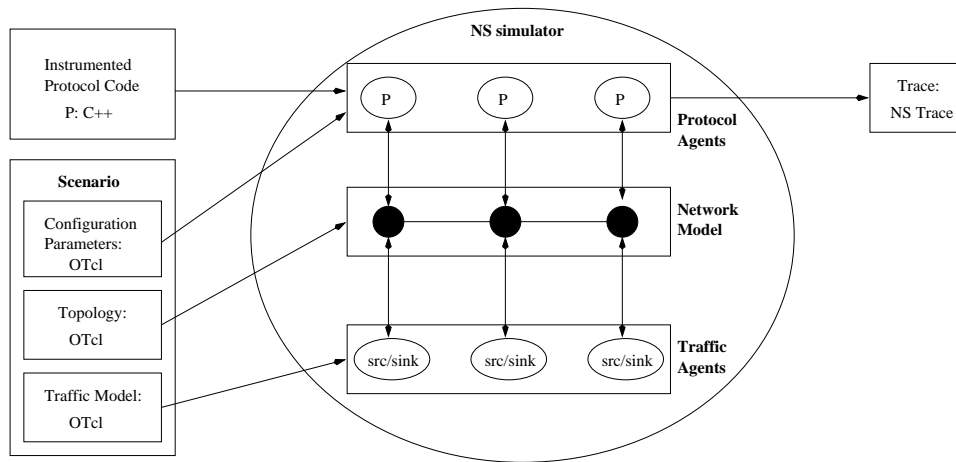 NS simulator
Instrumented
Protocol Code
P: C++
P
P
P
Protocol
Agents
Trace:
NS Trace
Scenario
Configuration
Parameters:
OTcl
Network
Model
Topology:
OTcl
Traffic Model:
OTcl
src/sink
src/sink
src/sink
Traffic
Agents